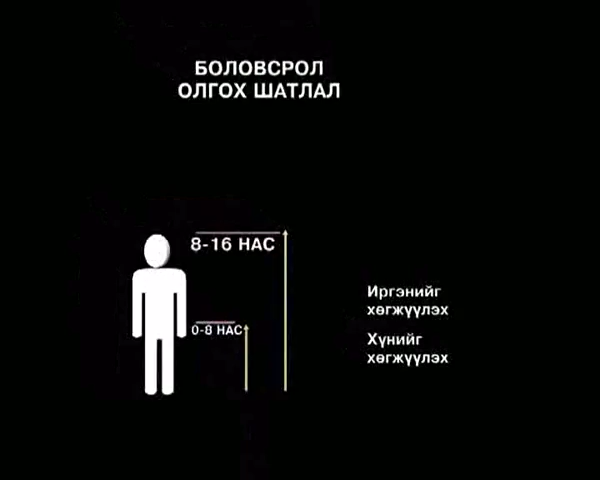 БОЛОВСРОЛ
ОЛГОХ ШАТЛАЛ
8-16 НАС
0-8 НАС
Иргэнийг
хөгжүүлэх
Хүнийг
хөгжүүлэх